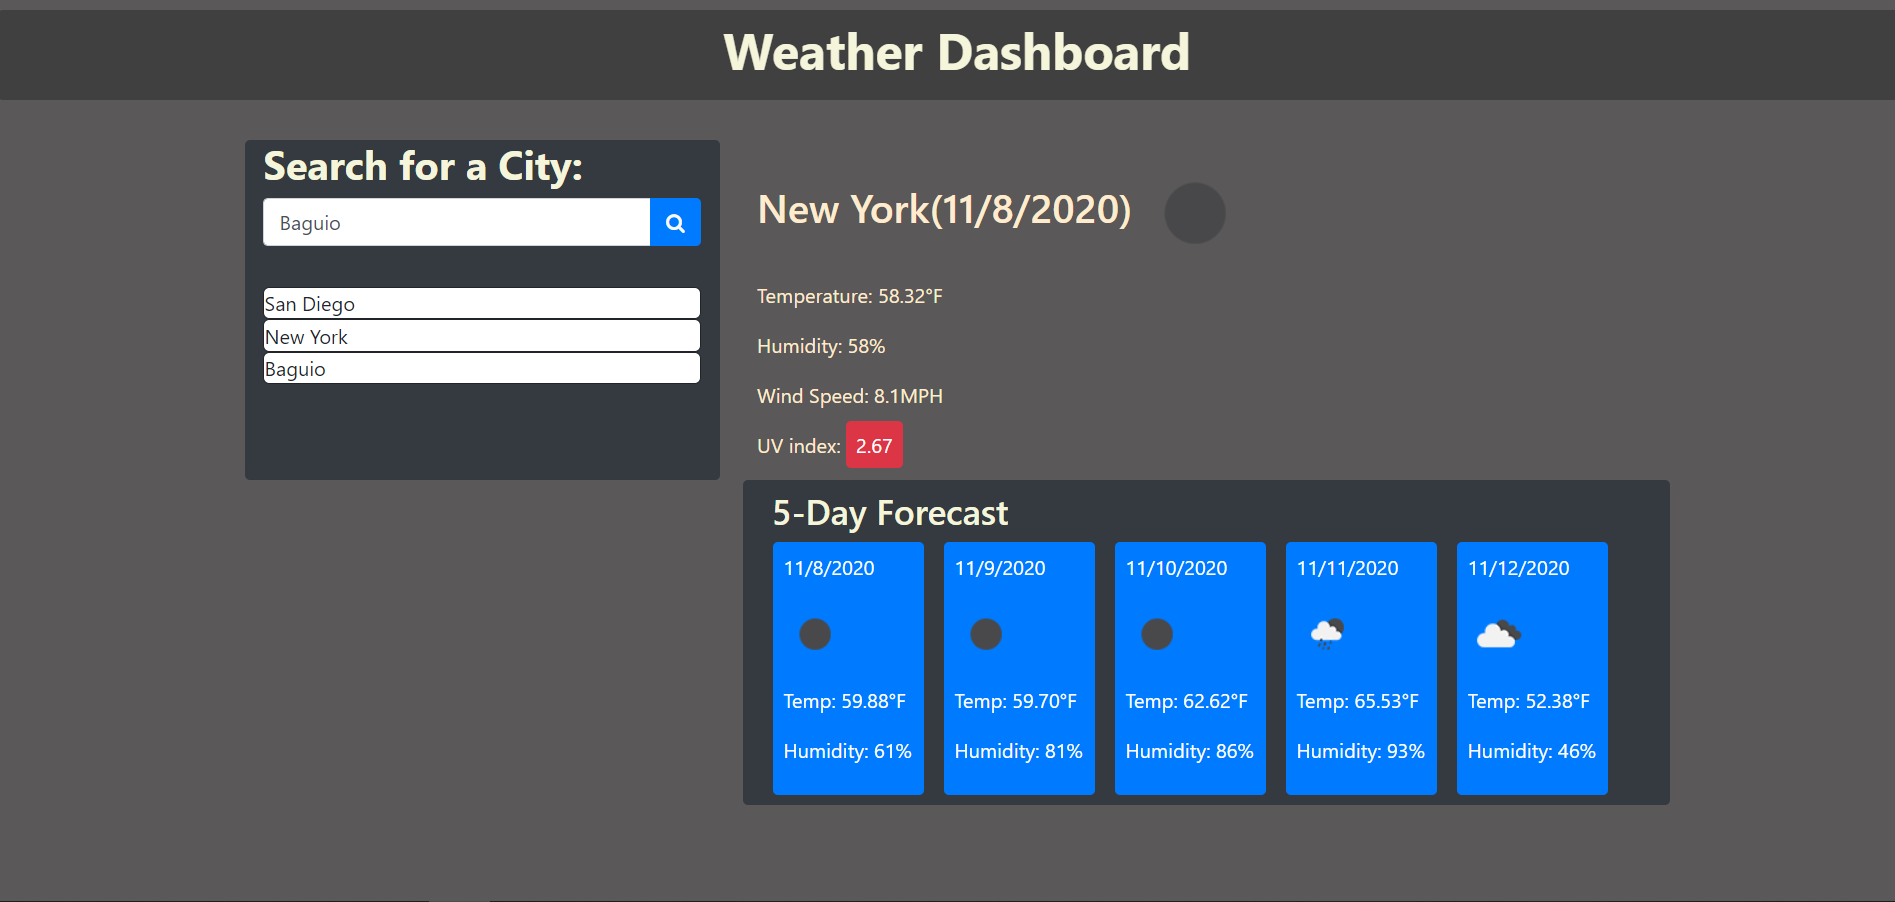 Weather Dashboard
Search for a City:
Baguio
San Diego
New York
Baguio
New York(11/8/2020)
Temperature: 58.32°F
Humidity: 58%
Wind Speed: 8.1MPH
UV index: 2.67
5-Day Forecast
11/8/2020
Temp: 59.88°F
Humidity: 61%
11/9/2020
Temp: 59.70°F
Humidity: 81%
11/10/2020
Temp: 62.62°F
Humidity: 86%
11/11/2020
Temp: 65.53°F
Humidity: 93%
11/12/2020
Temp: 52.38°F
Humidity: 46%